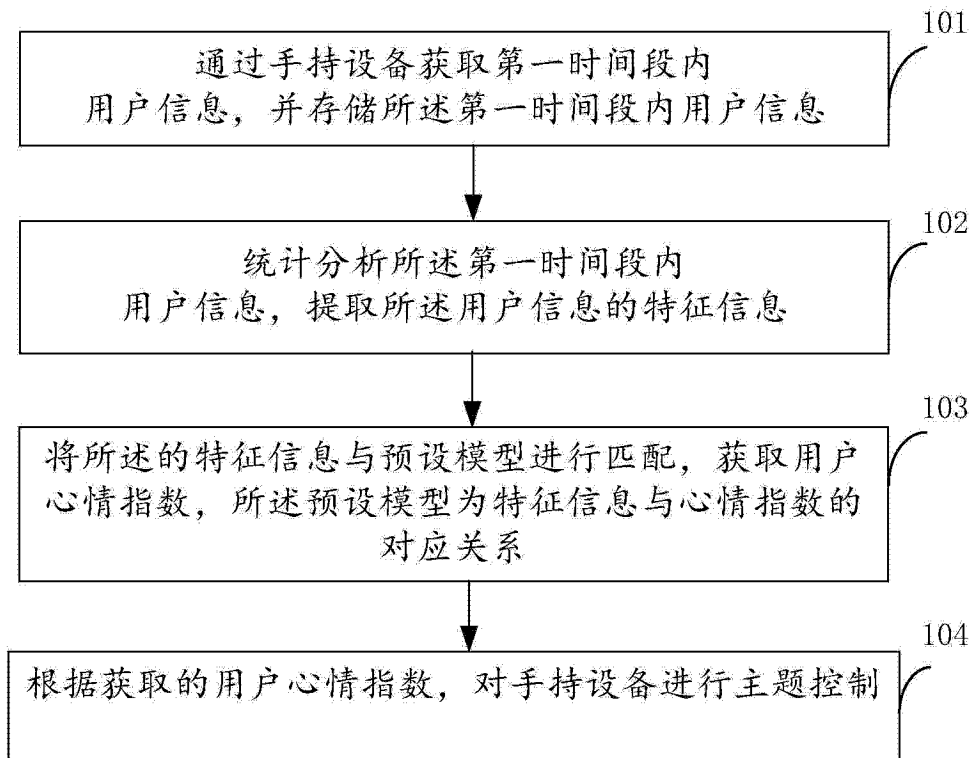 101
通过手持设备获取第一时间段内
用户信息，并存储所述第一时间段内用户信息
102
统计分析所述第一时间段内
用户信息，提取所述用户信息的特征信息
103
将所述的特征信息与预设模型进行匹配，获取用户
心情指数，所述预设模型为特征信息与心情指数的
对应关系
104
根据获取的用户心情指数，对手持设备进行主题控制